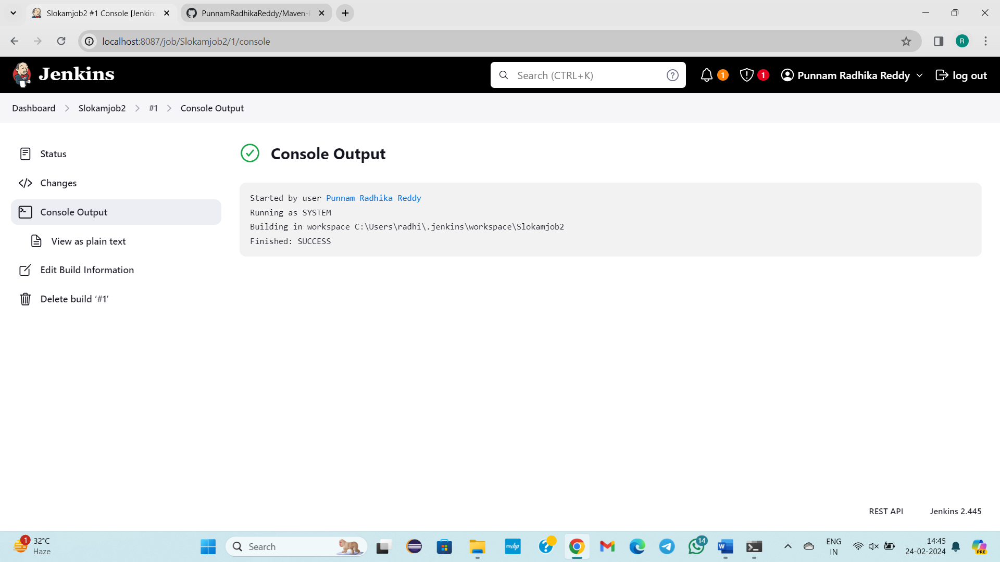 Slokamjob2 #1 Console [Jenkins
PunnamRadhikaReddy/Maven-P
localhost:8087/job/Slokamjob2/1/console
R
Jenkins
Search (CTRL+K)
?
1
1
Punnam Radhika Reddy
log out
Dashboard
Slokamjob2
#1
Console Output
Status
Changes
Console Output
View as plain text
Edit Build Information
Delete build ‘#1’
Console Output
Started by user Punnam Radhika Reddy
Running as SYSTEM
Building in workspace C:\Users\radhi\.jenkins\workspace\Slokamjob2
Finished: SUCCESS
REST API
Jenkins 2.445
1
32°C
Haze
Search
myhp
?
14
W
ENG
IN
14:45
24-02-2024
PRE